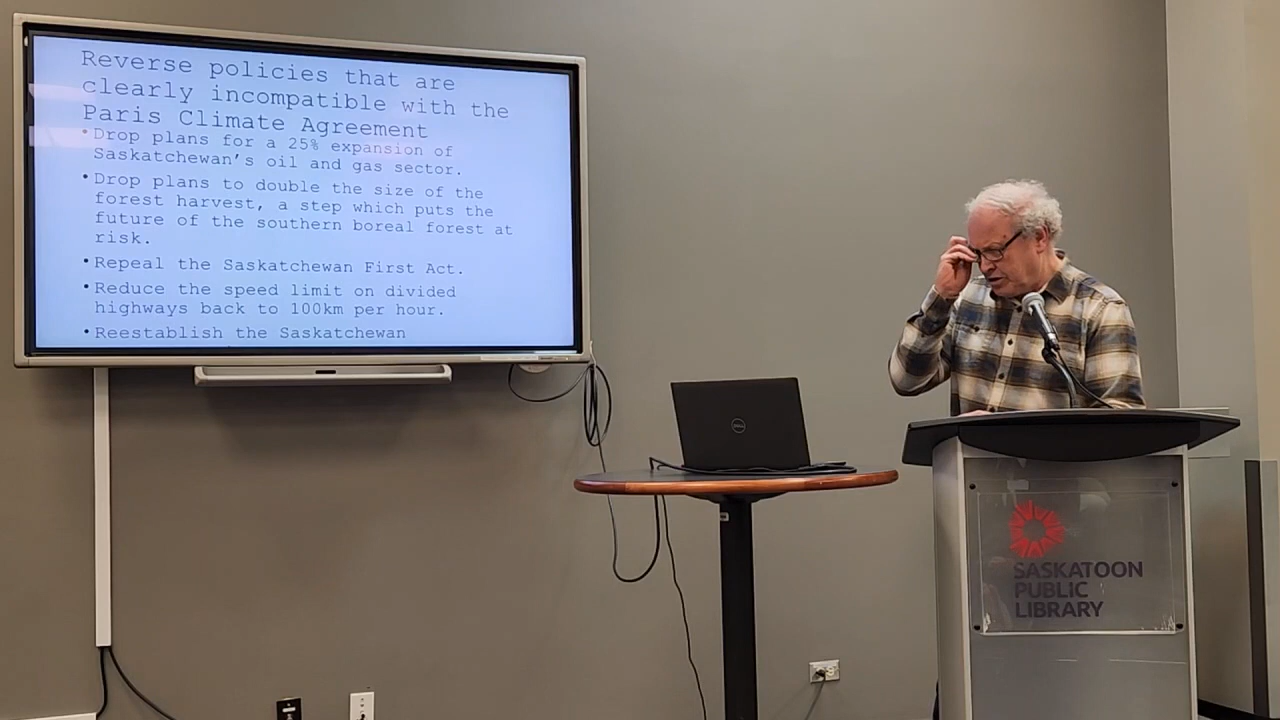 Reverse policies that are
clearly incompatible with the
Paris Climate Agreement
•Drop plans for a 25% expansion of
Saskatchewan's oil and gas sector.
•Drop plans to double the size of the
forest harvest, a step which puts the
future of the southern boreal forest at
risk.
•Repeal the Saskatchewan First Act.
•Reduce the speed limit on divided
highways back to 100km per hour.
•Reestablish the Saskatchewan
DELL
SASKATOON
PUBLIC
LIBRARY